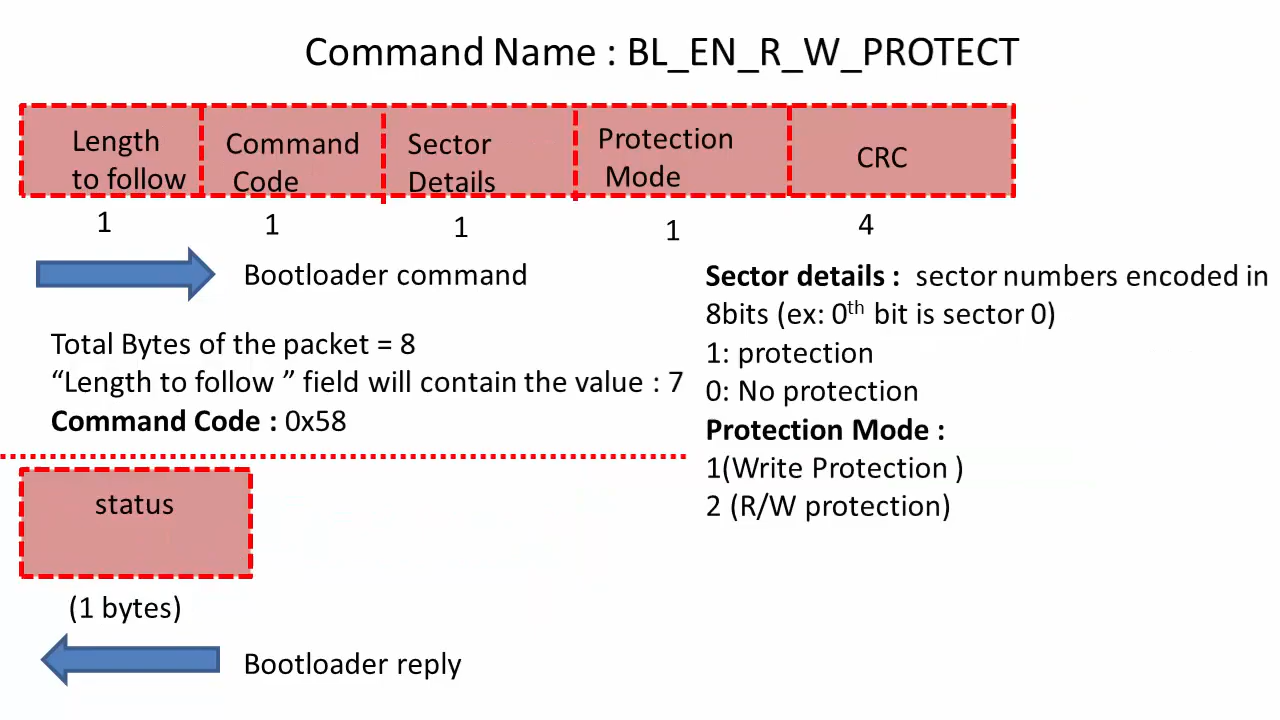 Command Name : BL_EN_R_W_PROTECT
Length to follow
Command Code
Sector Details
Protection Mode
CRC
1
1
1
1
4
Bootloader command
Total Bytes of the packet = 8
“Length to follow ” field will contain the value : 7
Command Code : 0x58
Sector details : sector numbers encoded in
8bits (ex: 0th bit is sector 0)
1: protection
0: No protection
Protection Mode :
1(Write Protection )
2 (R/W protection)
status
(1 bytes)
Bootloader reply